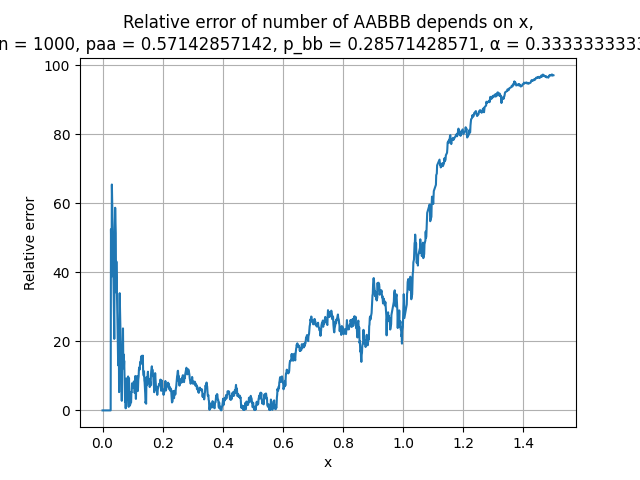 Relative error of number of AABBB depends on x,
n = 1000, paa = 0.57142857142, p_bb = 0.28571428571, α = 0.3333333333
100
80
60
40
20
0
Relative error
0.0 0.2 0.4 0.6 0.8 1.0 1.2 1.4
x